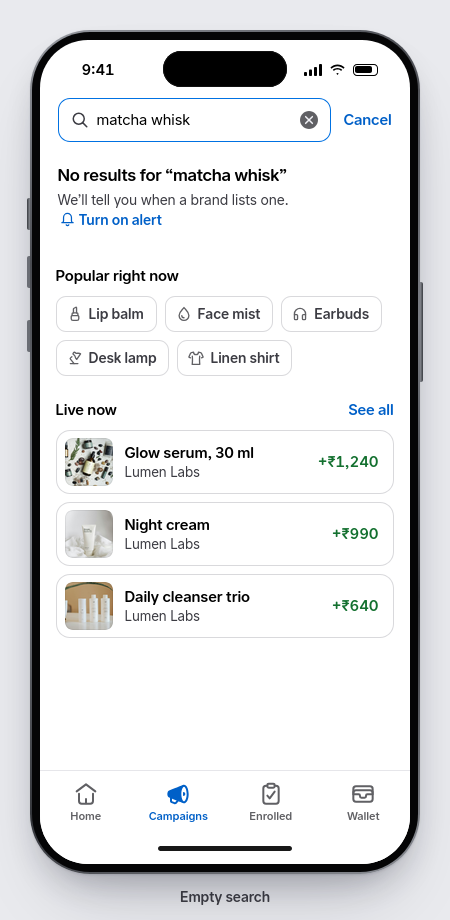 9:41
matcha whisk
Cancel
No results for “matcha whisk”
We’ll tell you when a brand lists one.
Turn on alert
Popular right now
Lip balm
Face mist
Earbuds
Desk lamp
Linen shirt
Live now
See all
Glow serum, 30 ml
Lumen Labs
+₹1,240
Night cream
Lumen Labs
+₹990
Daily cleanser trio
Lumen Labs
+₹640
Home
Campaigns
Enrolled
Wallet
Empty search